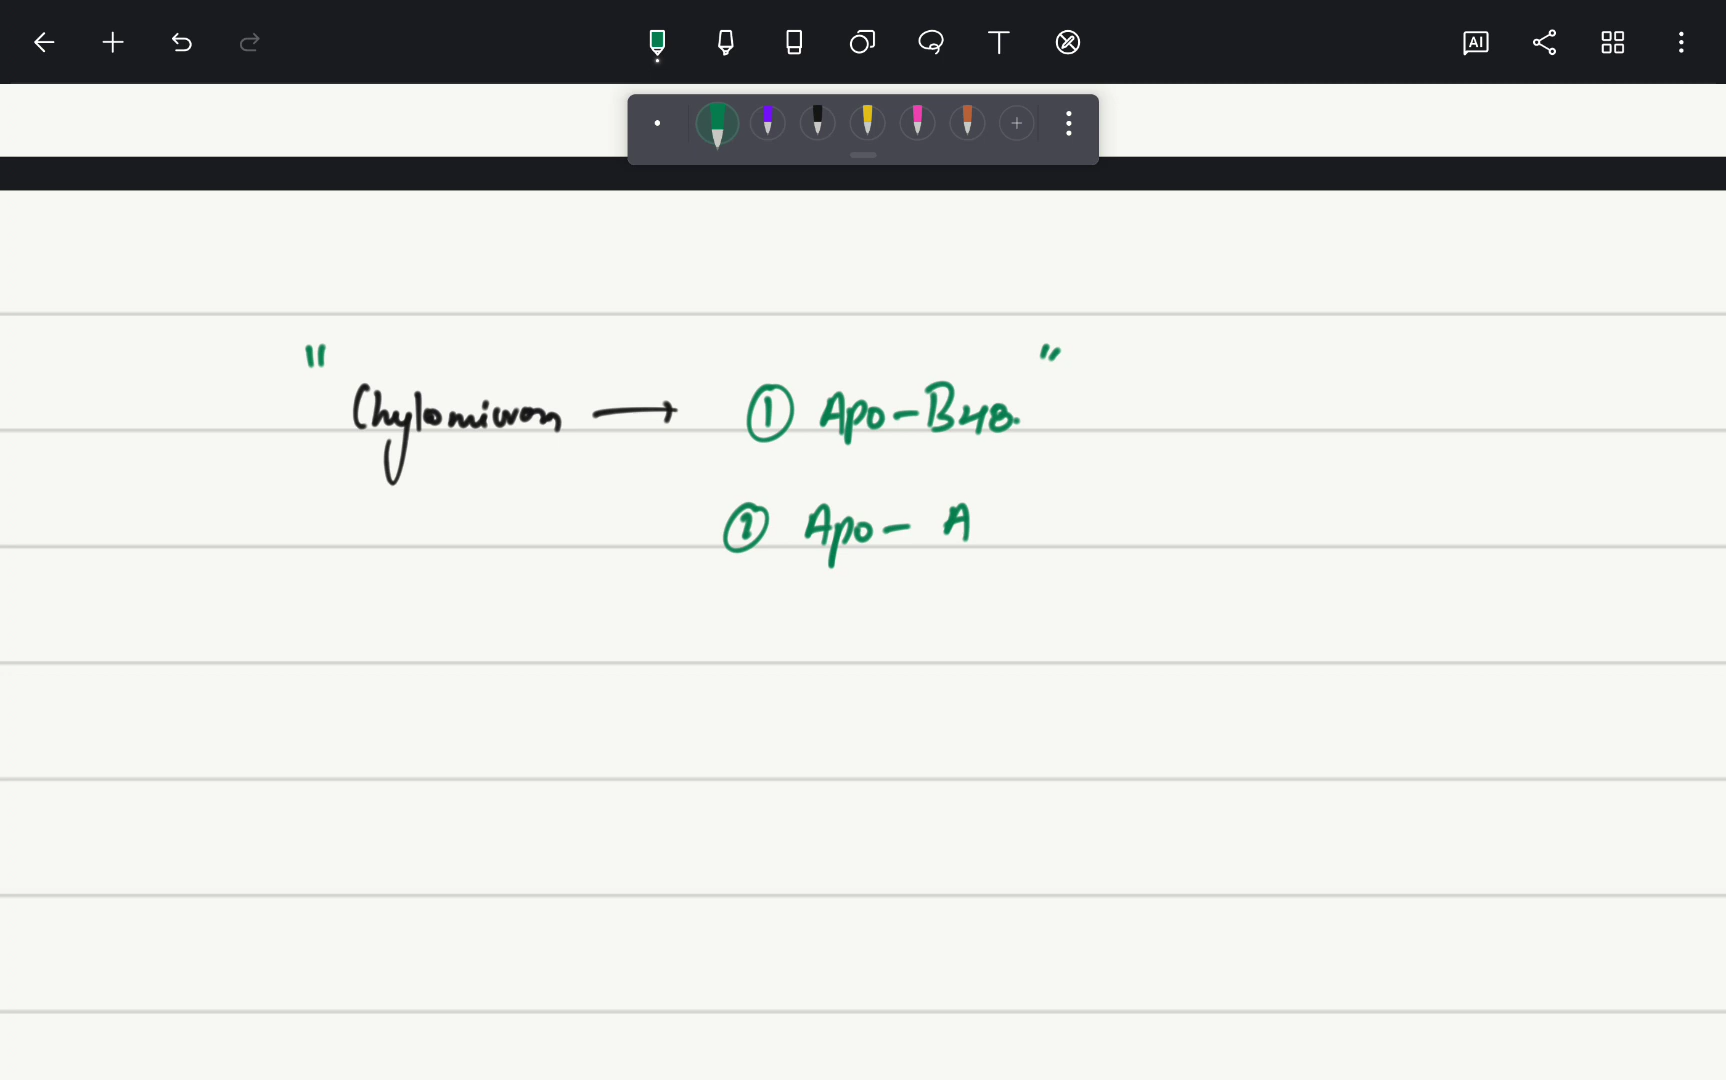 "Chylomicron → ① Apo-B48."
② Apo- A